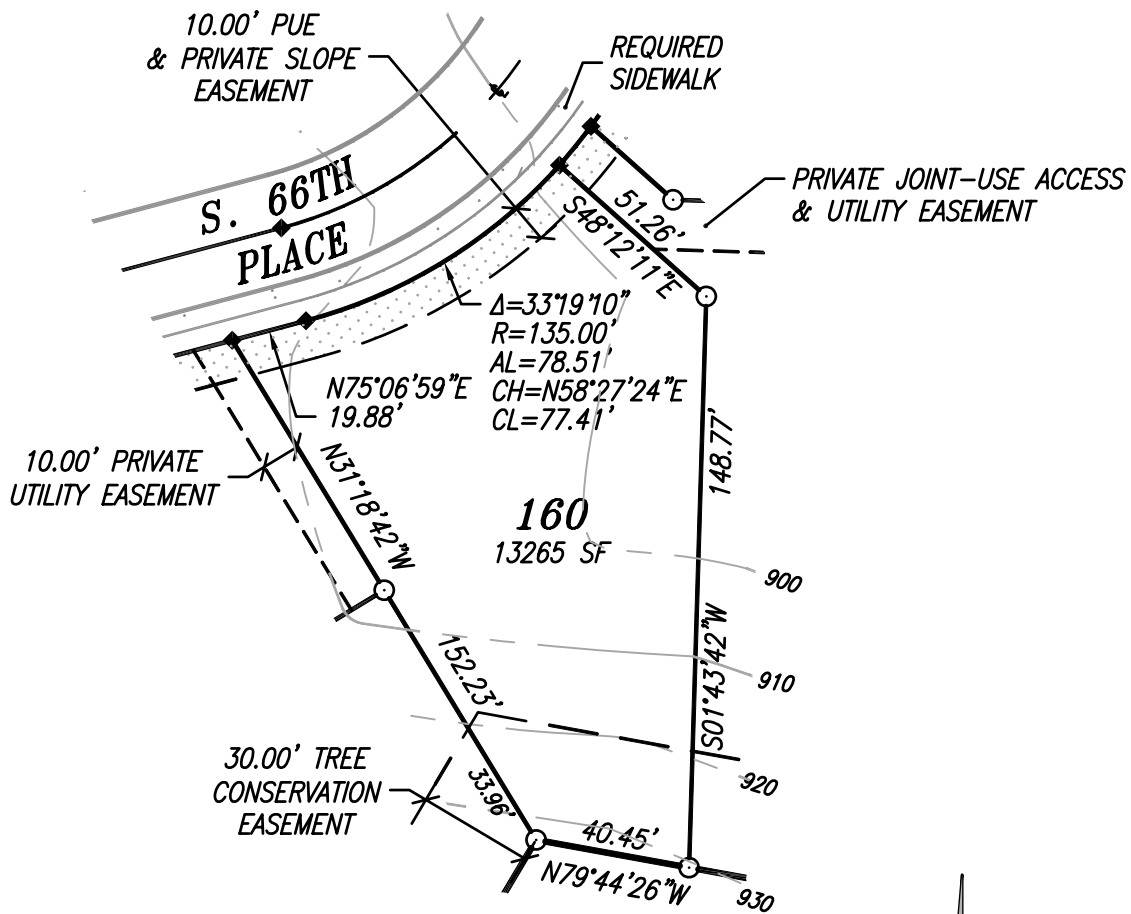 10.00' PUE
& PRIVATE SLOPE
EASEMENT
REQUIRED
SIDEWALK
S. 66TH
PLACE
PRIVATE JOINT-USE ACCESS
& UTILITY EASEMENT
51.26'
S48°12'11"E
Δ=33°19'10"
R=135.00'
AL=78.51'
CH=N58°27'24"E
CL=77.41'
N75°06'59"E
19.88'
10.00' PRIVATE
UTILITY EASEMENT
N31°18'42"W
148.77'
160
13265 SF
900
S01°43'42"W
152.23'
910
30.00' TREE
CONSERVATION
EASEMENT
33.96'
920
40.45'
N79°44'26"W
930